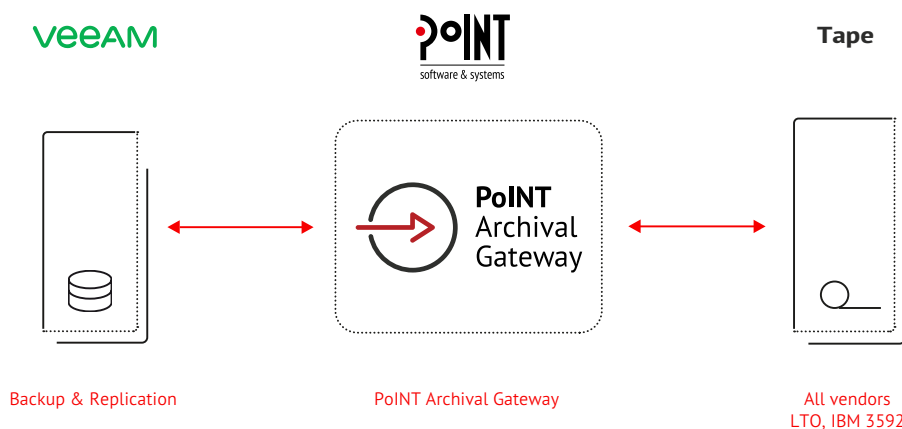 veeAM
PoINT
software & systems
Tape
PoINT
Archival
Gateway
Backup & Replication
PoINT Archival Gateway
All vendors
LTO, IBM 3592